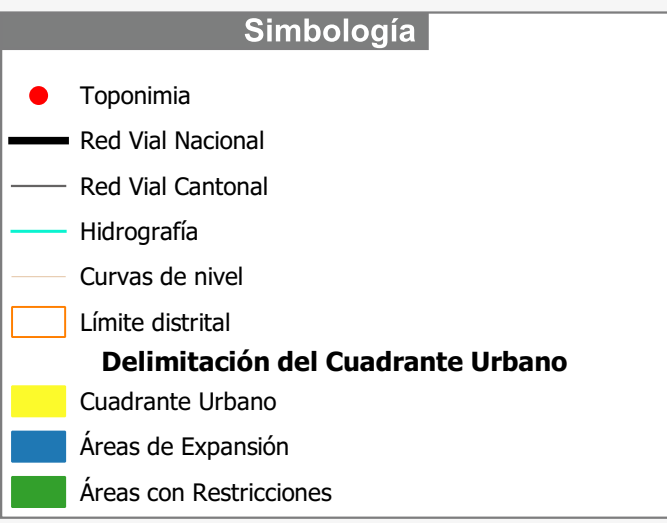 Simbología
Toponimia
Red Vial Nacional
Red Vial Cantonal
Hidrografía
Curvas de nivel
Límite distrital
Delimitación del Cuadrante Urbano
Cuadrante Urbano
Áreas de Expansión
Áreas con Restricciones